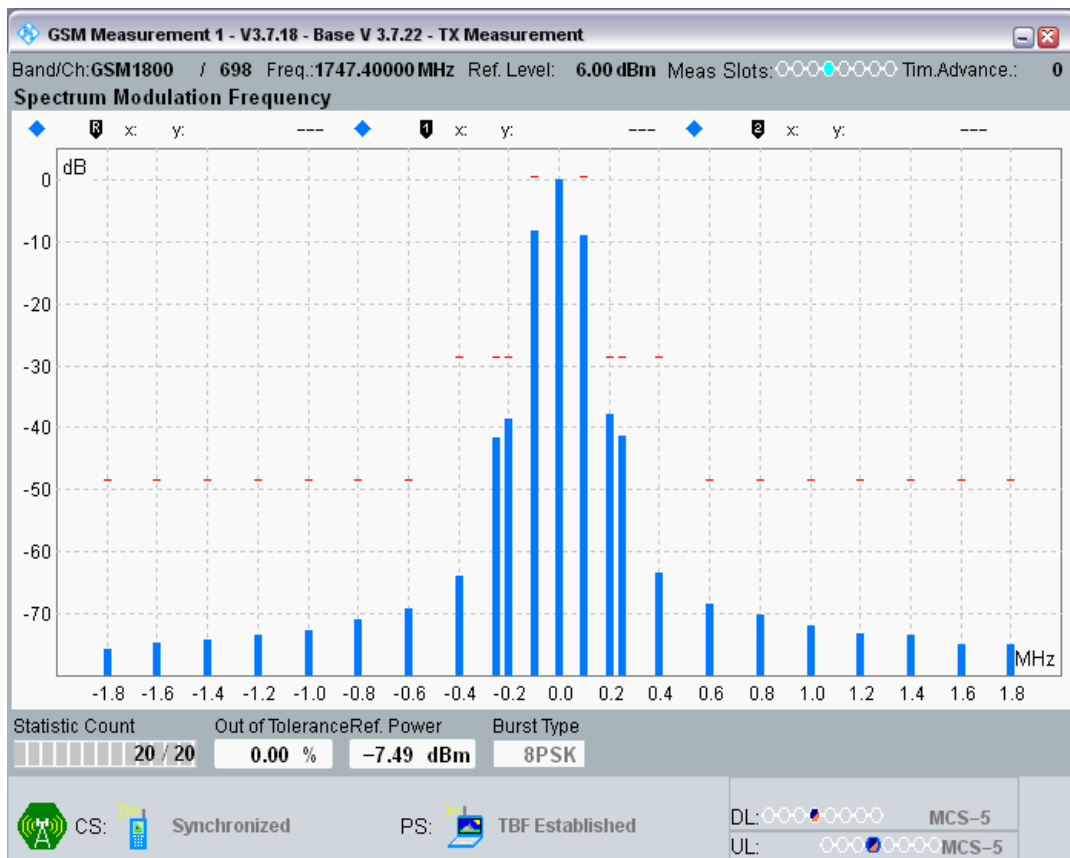 GSM Measurement 1 - V3.7.18 - Base V 3.7.22 - TX Measurement
Band/Ch:GSM1800 / 698 Freq.:1747.40000 MHz Ref. Level: 6.00 dBm Meas Slots: Tim.Advance.: 0
Spectrum Modulation Frequency
R x: y: --- 1 x: y: --- 2 x: y: ---
dB
0
-10
-20
-30
-40
-50
-60
-70
MHz
-1.8 -1.6 -1.4 -1.2 -1.0 -0.8 -0.6 -0.4 -0.2 0.0 0.2 0.4 0.6 0.8 1.0 1.2 1.4 1.6 1.8
Statistic Count Out of Tolerance Ref. Power Burst Type
20 / 20 0.00 % −7.49 dBm 8PSK
CS: Synchronized PS: TBF Established
DL: MCS−5
UL: MCS−5